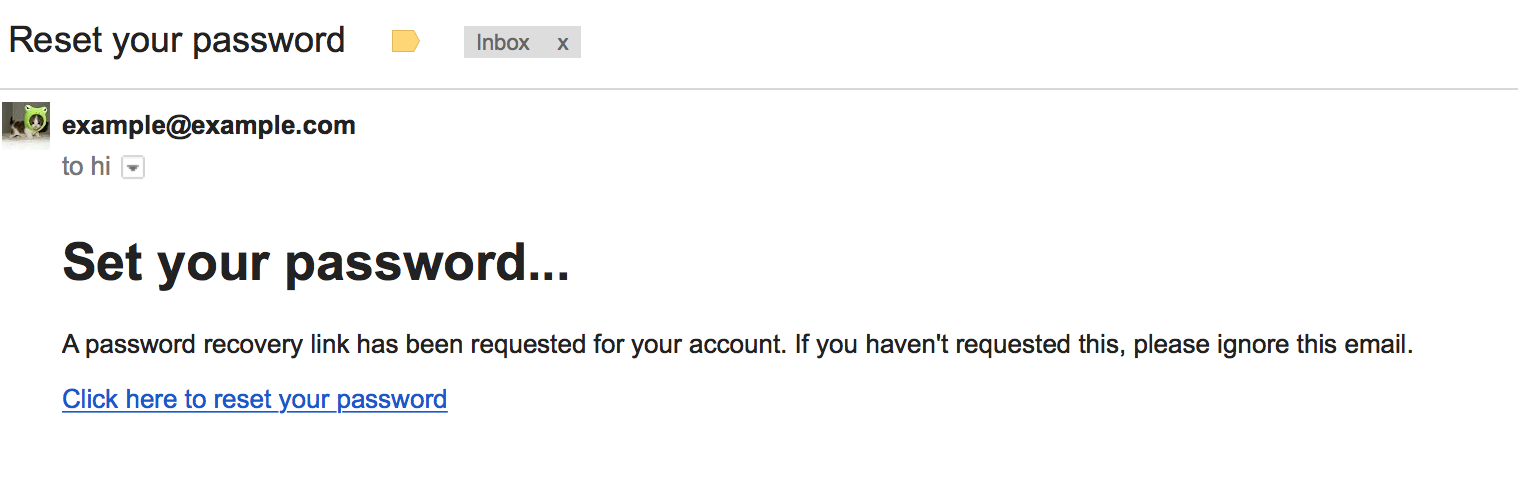 Reset your password
Inbox x
example@example.com
to hi
Set your password...
A password recovery link has been requested for your account. If you haven't requested this, please ignore this email.
Click here to reset your password